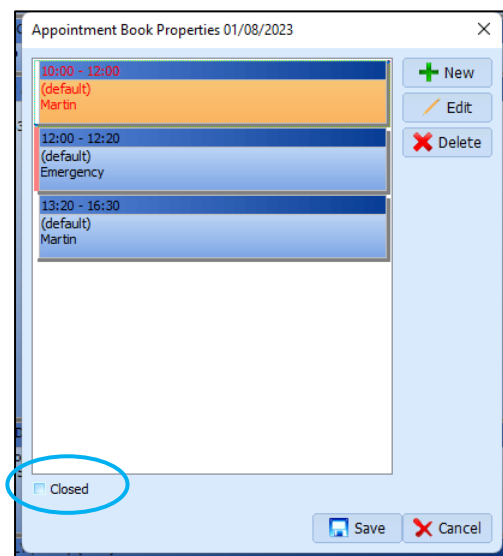 Appointment Book Properties 01/08/2023
10:00 - 12:00
(default)
Martin
12:00 - 12:20
(default)
Emergency
13:20 - 16:30
(default)
Martin
New
Edit
Delete
Closed
Save
Cancel